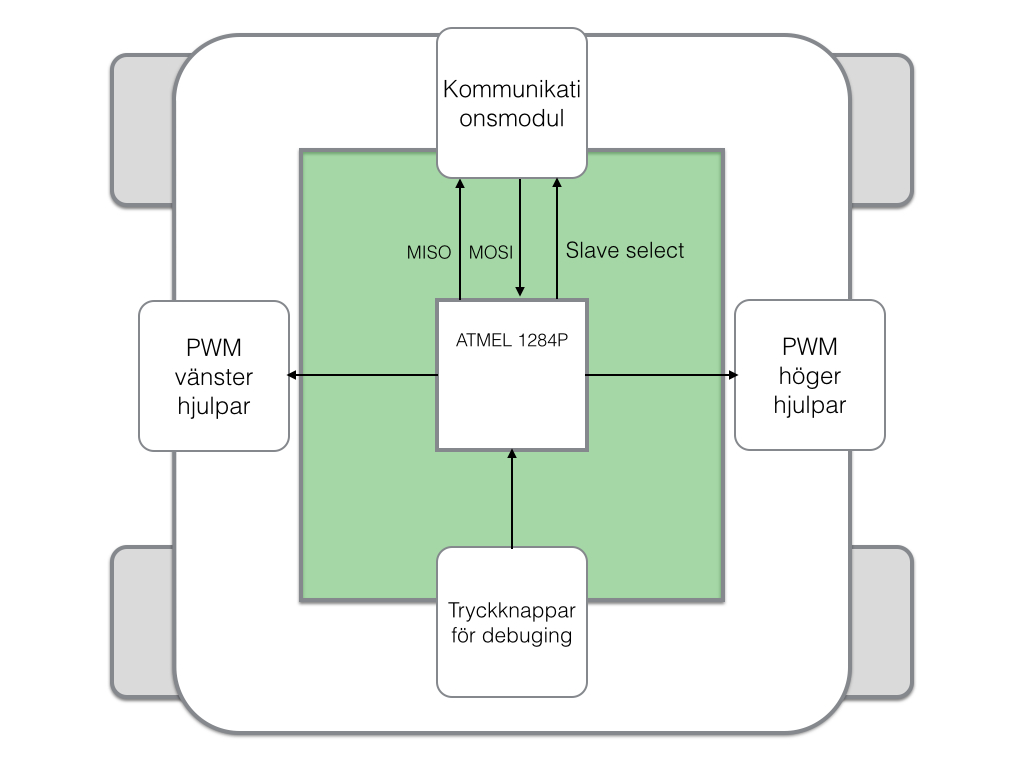 Kommunikati
onsmodul
MISO
MOSI
Slave select
ATMEL 1284P
PWM
vänster
hjulpar
PWM
höger
hjulpar
Tryckknappar
för debuging